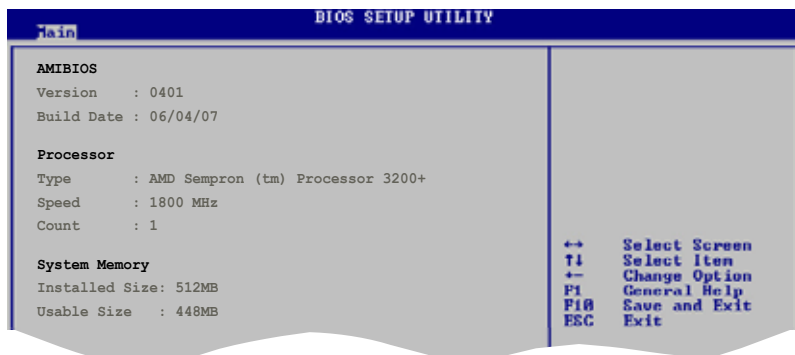 BIOS SETUP UTILITY
Main
AMIBIOS
Version : 0401
Build Date : 06/04/07
Processor
Type : AMD Sempron (tm) Processor 3200+
Speed : 1800 MHz
Count : 1
System Memory
Installed Size: 512MB
Usable Size : 448MB
↔ Select Screen
↑↓ Select Item
+- Change Option
F1 General Help
F10 Save and Exit
ESC Exit